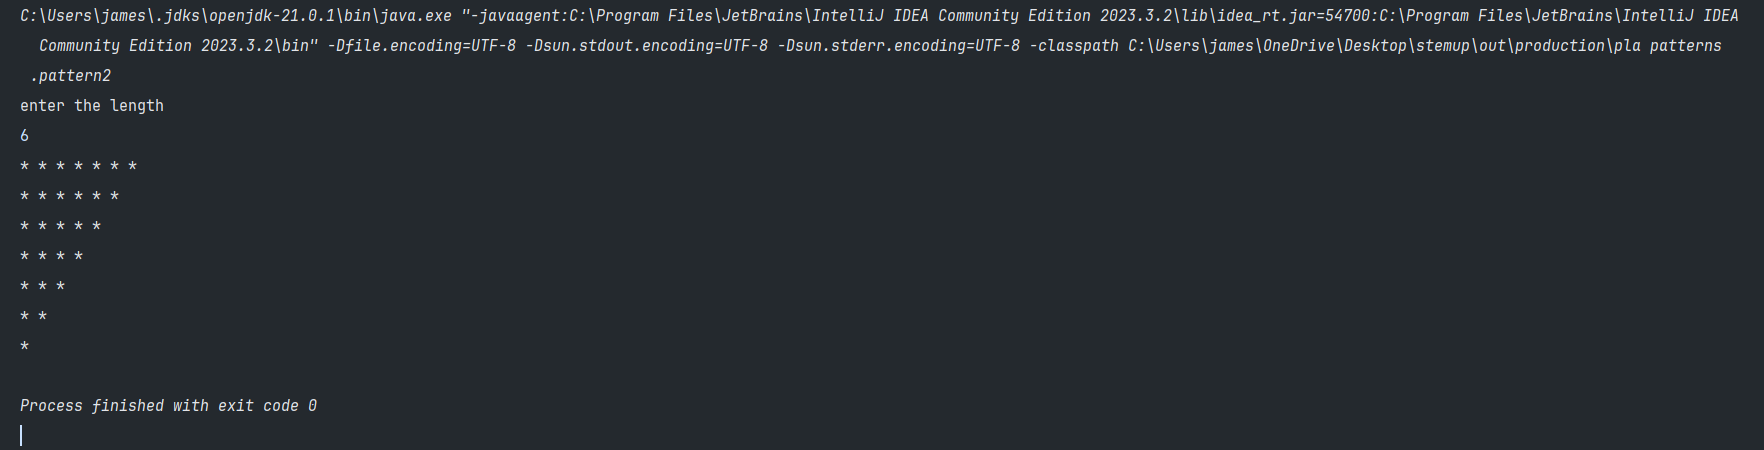 C:\Users\james\.jdks\openjdk-21.0.1\bin\java.exe "-javaagent:C:\Program Files\JetBrains\IntelliJ IDEA Community Edition 2023.3.2\lib\idea_rt.jar=54700:C:\Program Files\JetBrains\IntelliJ IDEA
Community Edition 2023.3.2\bin" -Dfile.encoding=UTF-8 -Dsun.stdout.encoding=UTF-8 -Dsun.stderr.encoding=UTF-8 -classpath C:\Users\james\OneDrive\Desktop\stemup\out\production\pla patterns
.pattern2
enter the length
6
* * * * * * *
* * * * * *
* * * * *
* * * *
* * *
* *
*
Process finished with exit code 0